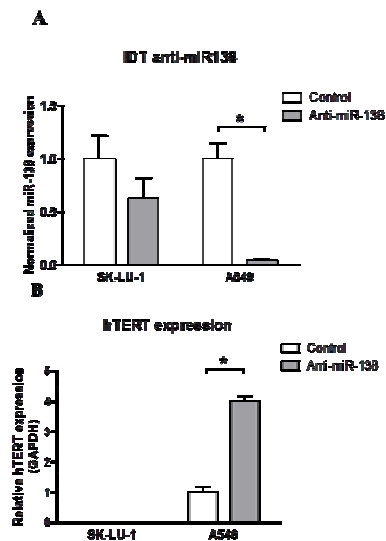 A
IDT anti-miR138
Control
Anti-miR-138
*
Normalised miR-138 expression
1.5
1.0
0.5
0.0
SK-LU-1
A549
B
hTERT expression
Control
Anti-miR-138
*
Relative hTERT expression
(GAPDH)
5
4
3
2
1
0
SK-LU-1
A549